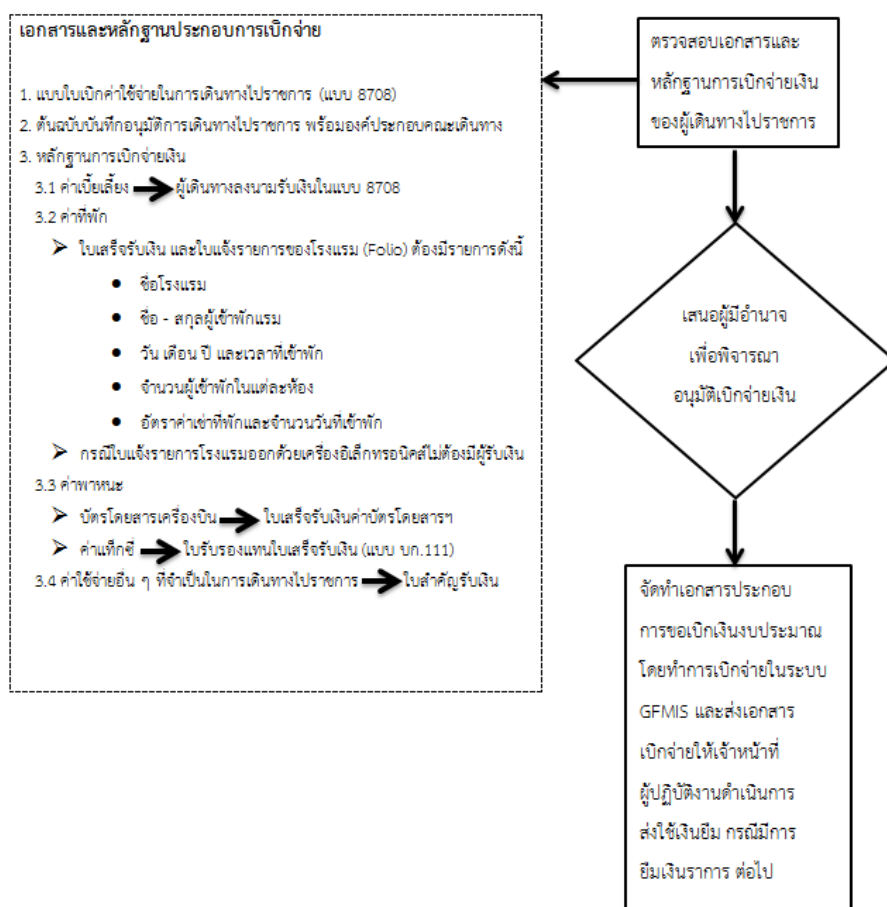 เอกสารและหลักฐานประกอบการเบิกจ่าย
1. แบบใบเบิกค่าใช้จ่ายในการเดินทางไปราชการ (แบบ 8708)
2. ต้นฉบับบันทึกอนุมัติการเดินทางไปราชการ พร้อมองค์ประกอบคณะเดินทาง
3. หลักฐานการเบิกจ่ายเงิน
3.1 ค่าเบี้ยเลี้ยง ➔ ผู้เดินทางลงนามรับเงินในแบบ 8708
3.2 ค่าที่พัก
➢ ใบเสร็จรับเงิน และใบแจ้งรายการของโรงแรม (Folio) ต้องมีรายการดังนี้
● ชื่อโรงแรม
● ชื่อ - สกุลผู้เข้าพักแรม
● วัน เดือน ปี และเวลาที่เข้าพัก
● จำนวนผู้เข้าพักในแต่ละห้อง
● อัตราค่าเช่าที่พักและจำนวนวันที่เข้าพัก
➢ กรณีใบแจ้งรายการโรงแรมออกด้วยเครื่องอิเล็กทรอนิคส์ไม่ต้องมีผู้รับเงิน
3.3 ค่าพาหนะ
➢ บัตรโดยสารเครื่องบิน ➔ ใบเสร็จรับเงินค่าบัตรโดยสารฯ
➢ ค่าแท็กซี่ ➔ ใบรับรองแทนใบเสร็จรับเงิน (แบบ บก.111)
3.4 ค่าใช้จ่ายอื่น ๆ ที่จำเป็นในการเดินทางไปราชการ ➔ ใบสำคัญรับเงิน
ตรวจสอบเอกสารและ
หลักฐานการเบิกจ่ายเงิน
ของผู้เดินทางไปราชการ
เสนอผู้มีอำนาจ
เพื่อพิจารณา
อนุมัติเบิกจ่ายเงิน
จัดทำเอกสารประกอบ
การขอเบิกเงินงบประมาณ
โดยทำการเบิกจ่ายในระบบ
GFMIS และส่งเอกสาร
เบิกจ่ายให้เจ้าหน้าที่
ผู้ปฏิบัติงานดำเนินการ
ส่งใช้เงินยืม กรณีมีการ
ยืมเงินราการ ต่อไป